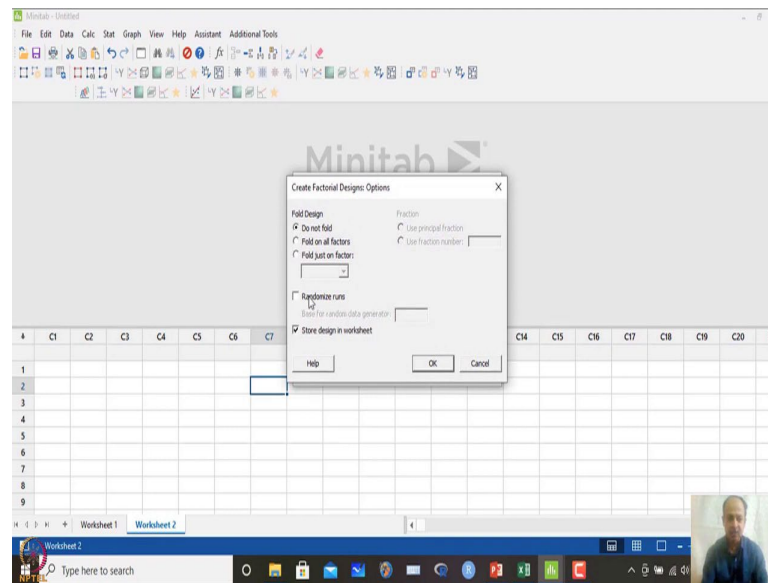 Minitab - Untitled
File Edit Data Calc Stat Graph View Help Assistant Additional Tools
Minitab
Create Factorial Designs: Options X
Fold Design
Do not fold
Fold on all factors
Fold just on factor:
Fraction
Use principal fraction
Use fraction number:
Randomize runs
Base for random data generator:
Store design in worksheet
Help OK Cancel
C1 C2 C3 C4 C5 C6 C7 C14 C15 C16 C17 C18 C19 C20
1
2
3
4
5
6
7
8
9
Worksheet 1 Worksheet 2
Worksheet 2
Type here to search
NPTEL